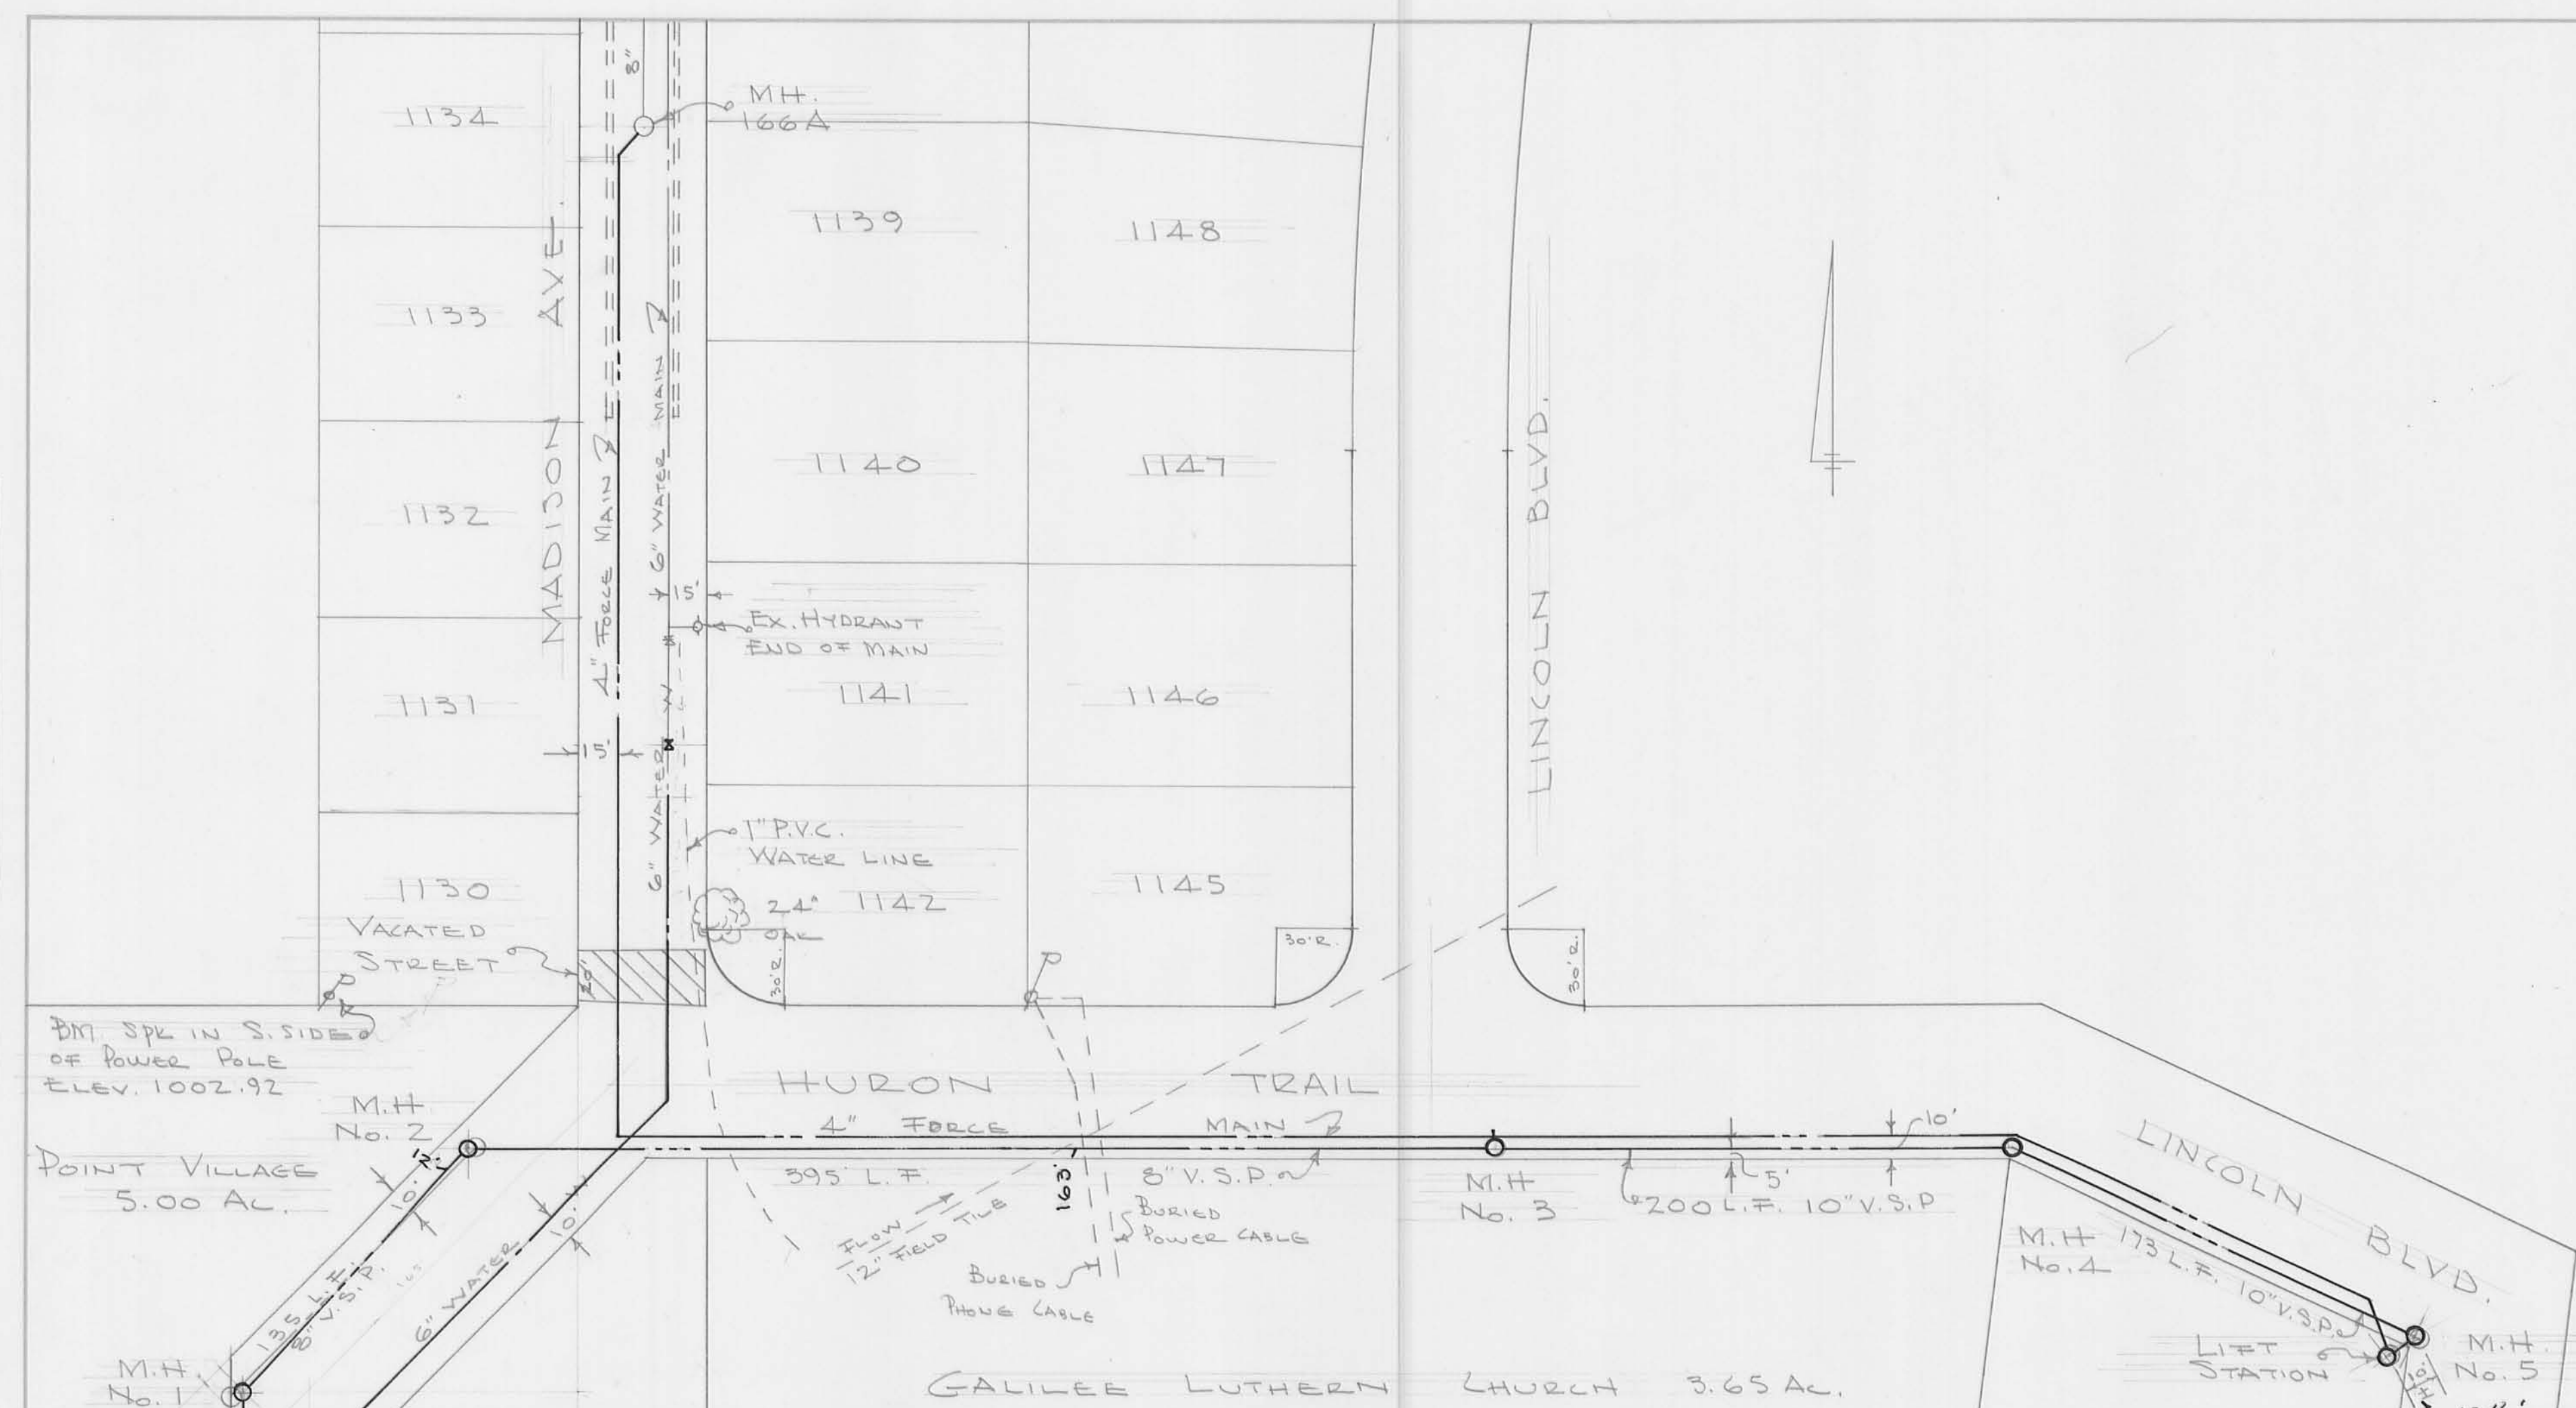 8"
MH.
166A
1134
1139
1148
MADISON AVE.
1133
4" FORCE MAIN
6" WATER MAIN
LINCOLN BLVD.
1140
1147
1132
15'
EX. HYDRANT
END OF MAIN
1141
1146
1131
15'
W
6" WATER
1" P.V.C.
WATER LINE
1130
1142
1145
24"
OAK
VACATED
STREET
20'
30'R.
30'R.
30'R.
BM. SPK IN S. SIDE
OF POWER POLE
ELEV. 1002.92
HURON TRAIL
M.H
No. 2
4" FORCE MAIN
10'
POINT VILLAGE
5.00 AC.
395 L.F. 8" V.S.P.
163'
M.H
No. 3
5'
200 L.F. 10" V.S.P
LINCOLN BLVD.
10'
10'
FLOW
12" FIELD TILE
BURIED
POWER CABLE
BURIED
PHONE CABLE
M.H
No. 4
173 L.F. 10" V.S.P.
135 L.F.
8" V.S.P.
6" WATER
M.H.
No. 1
LIFT
STATION
M.H.
No. 5
GALILEE LUTHERN CHURCH 3.65 AC.